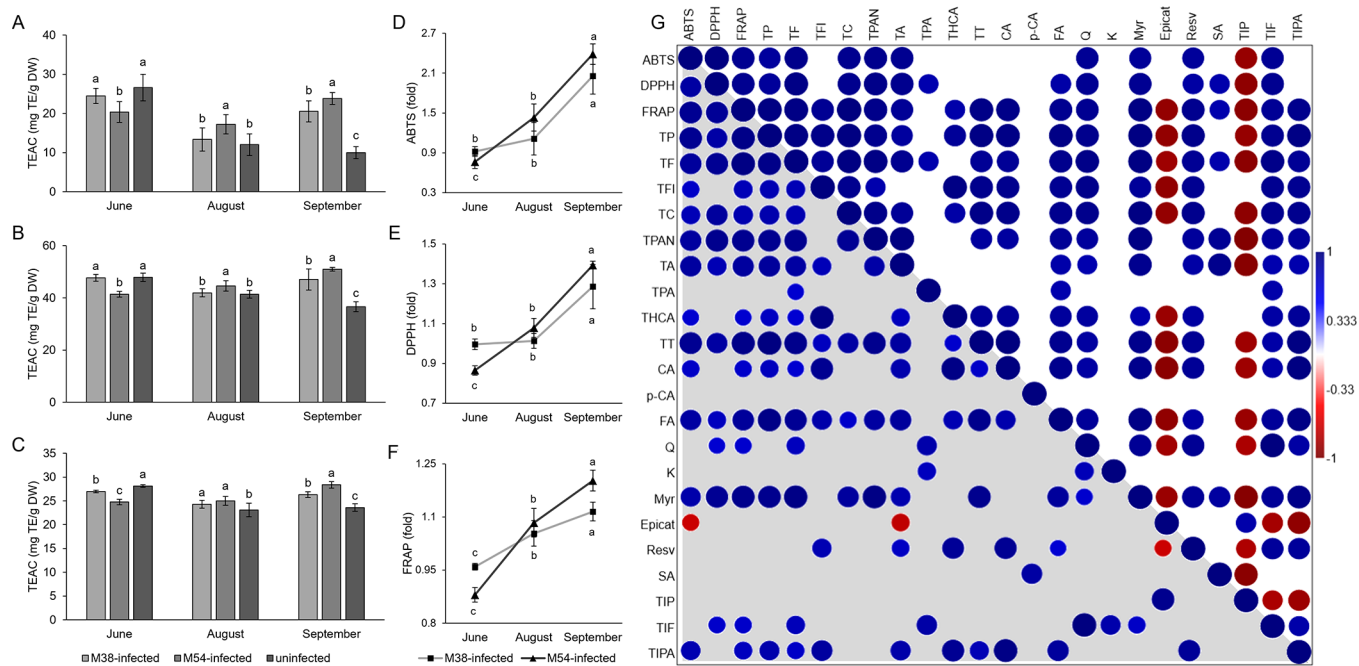 A
TEAC (mg TE/g DW)
40
30
20
10
0
a
b
a
b
a
b
b
a
c
June
August
September
B
TEAC (mg TE/g DW)
60
40
20
0
a
b
a
b
a
b
b
a
c
June
August
September
C
TEAC (mg TE/g DW)
35
30
25
20
15
10
5
0
b
c
a
a
a
b
b
a
c
June
August
September
M38-infected
M54-infected
uninfected
D
ABTS (fold)
2.7
2.1
1.5
0.9
0.3
b
c
b
b
a
a
June
August
September
E
DPPH (fold)
1.5
1.3
1.1
0.9
0.7
b
c
b
b
a
a
June
August
September
F
FRAP (fold)
1.25
1.1
0.95
0.8
c
c
b
b
a
a
June
August
September
M38-infected
M54-infected
G
ABTS
DPPH
FRAP
TP
TF
TFI
TC
TPAN
TA
TPA
THCA
TT
CA
p-CA
FA
Q
K
Myr
Epicat
Resv
SA
TIP
TIF
TIPA
ABTS
DPPH
FRAP
TP
TF
TFI
TC
TPAN
TA
TPA
THCA
TT
CA
p-CA
FA
Q
K
Myr
Epicat
Resv
SA
TIP
TIF
TIPA
1
0.333
-0.33
-1